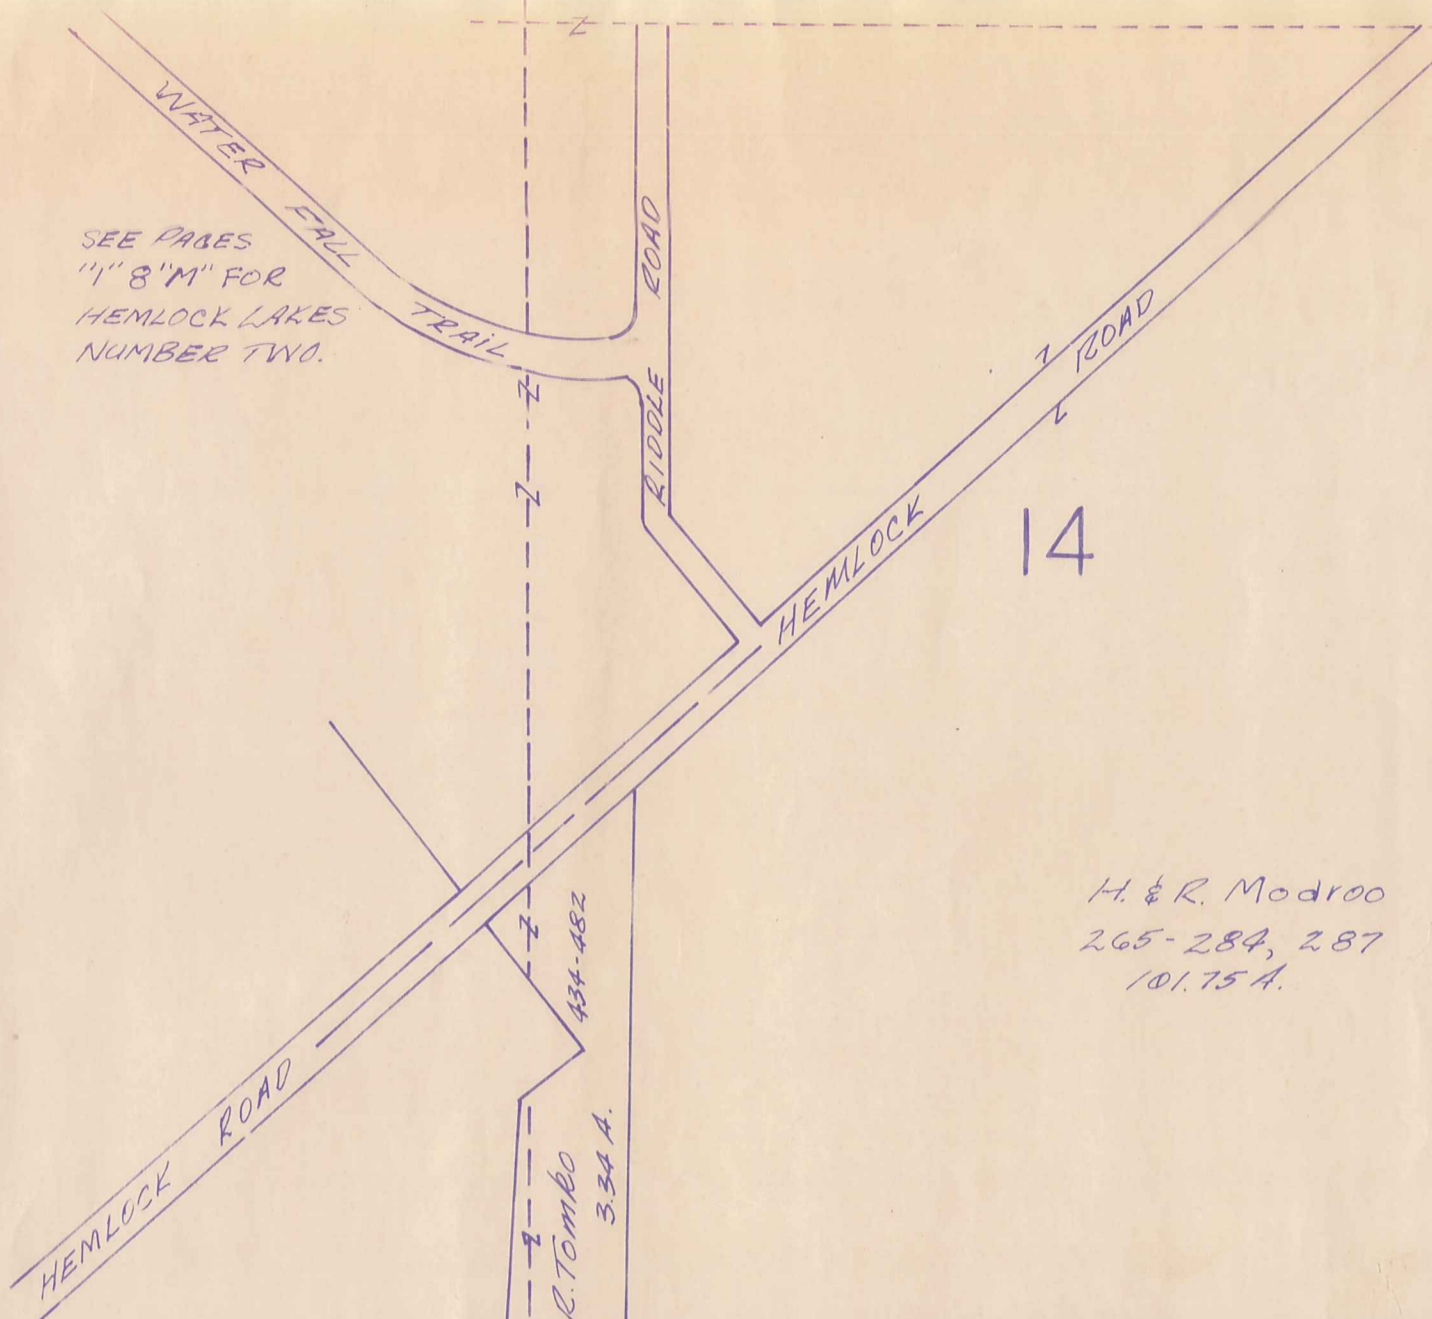 WATER FALL TRAIL
SEE PAGES
"1" & "M" FOR
HEMLOCK LAKES
NUMBER TWO.
RIDDLE ROAD
HEMLOCK ROAD
14
H. & R. Modroo
265-284, 287
101.75 A.
434-482
R. Tomko
3.34 A.
HEMLOCK ROAD